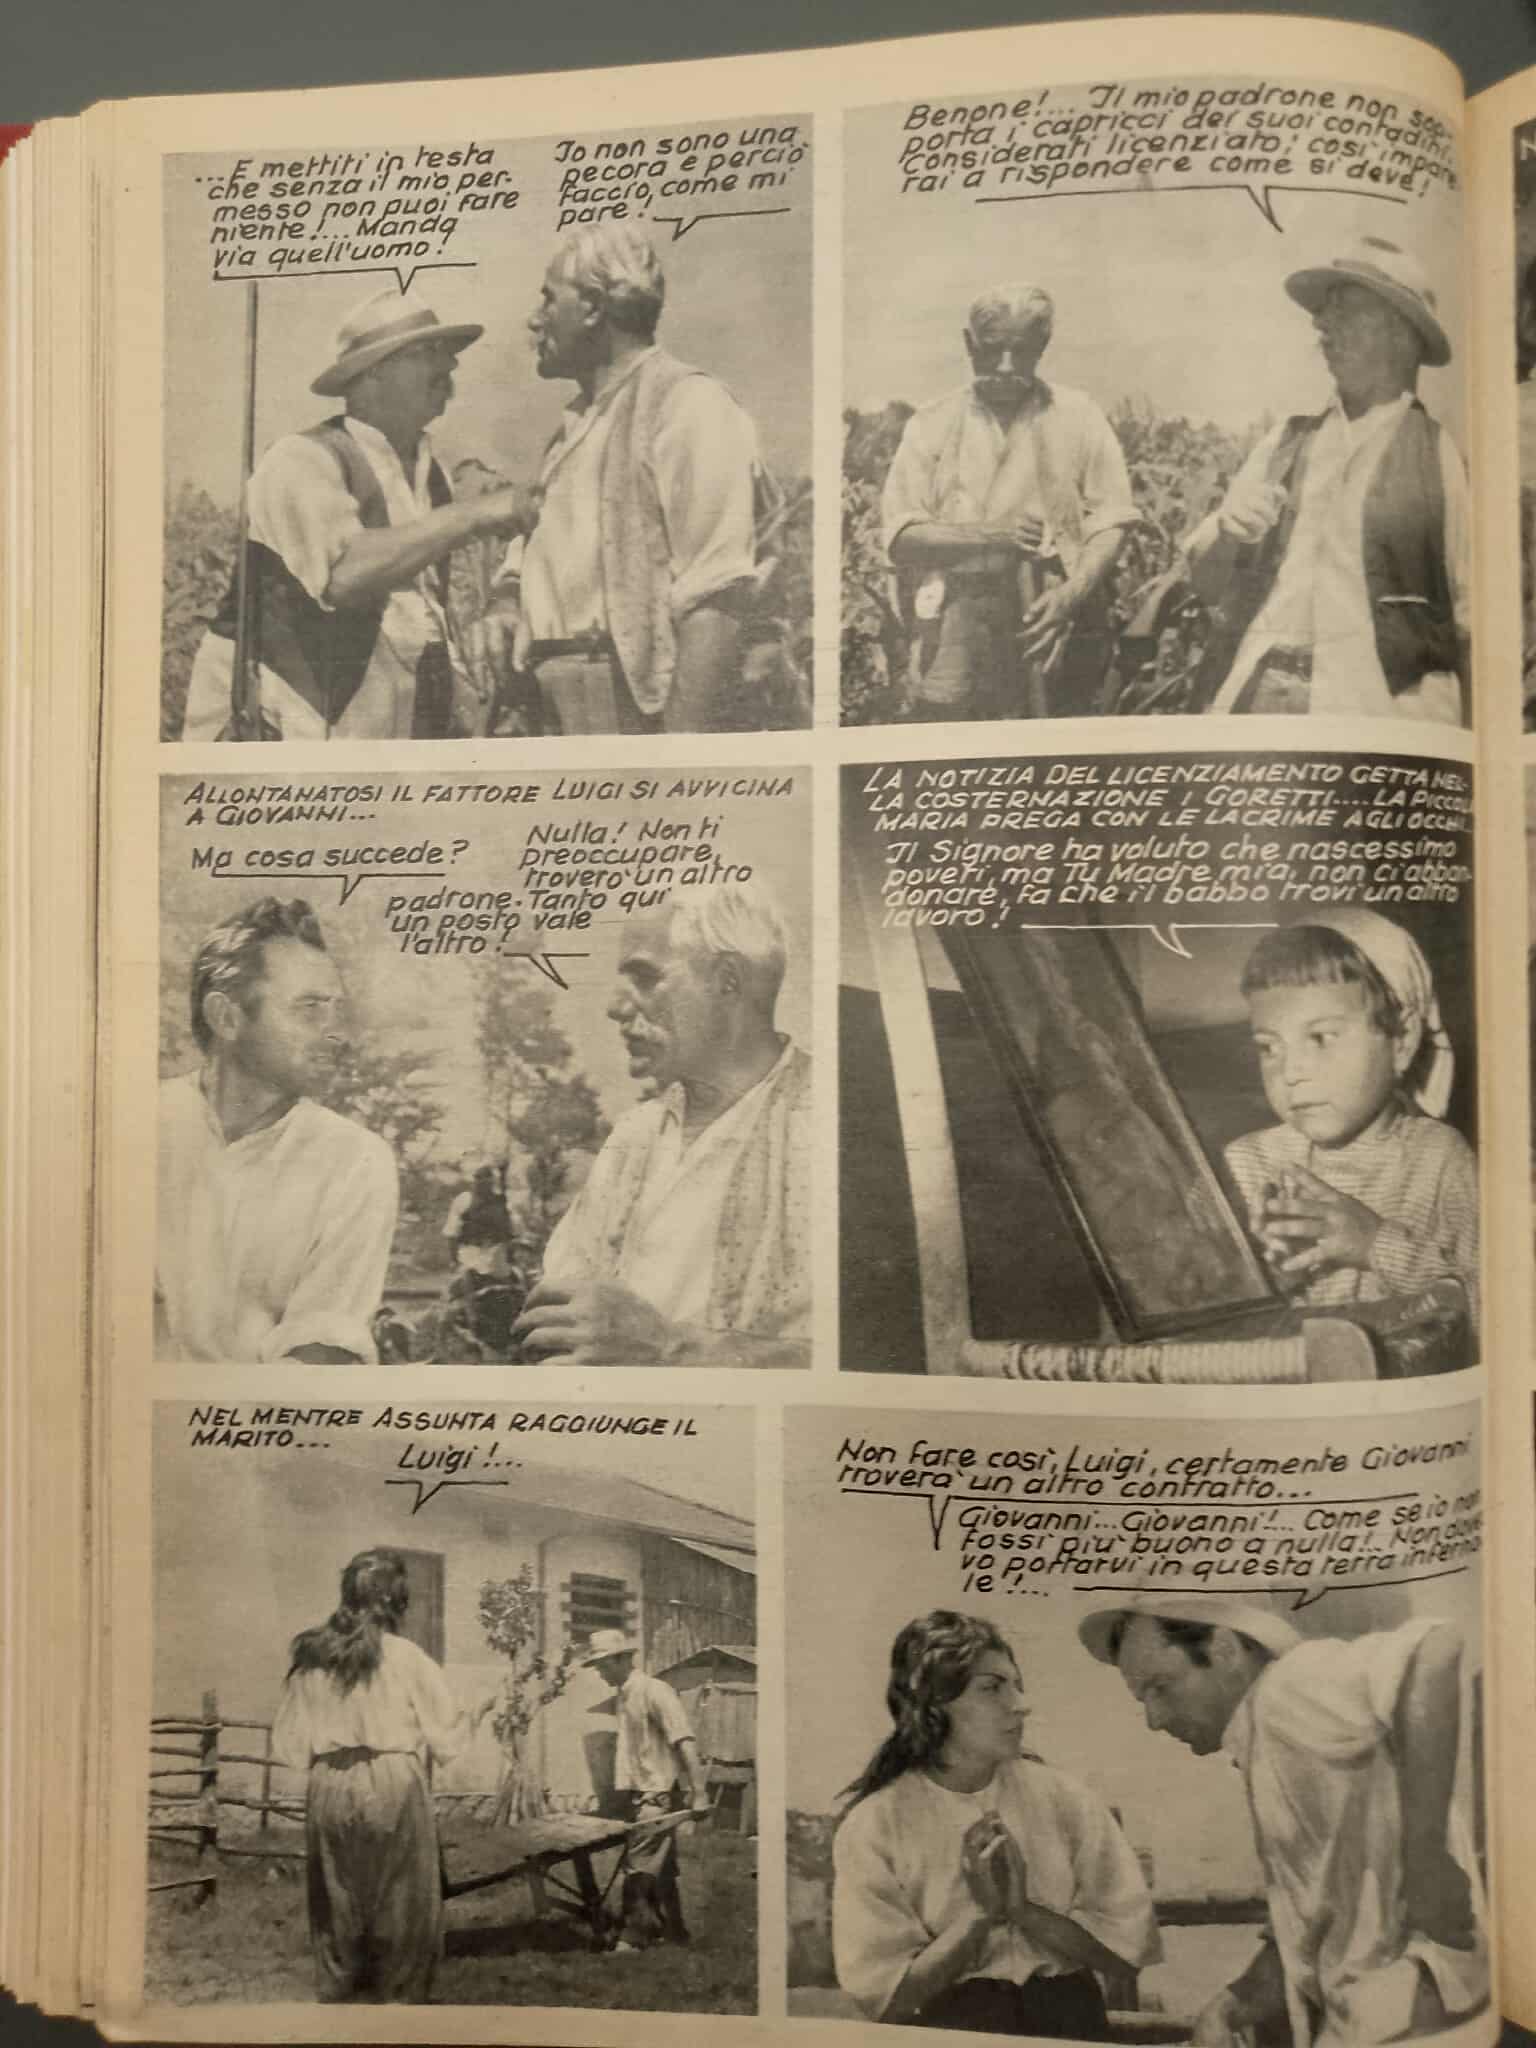 ...E mettiti in testa
che senza il mio per-
messo non puoi fare
niente!... Manda
via quell'uomo!
Io non sono una
pecora e perciò
faccio, come mi
pare!
Benone!... Il mio padrone non sop-
porta i capricci dei suoi contadini.
Considerati licenziato; così impare-
rai a rispondere come si deve!
ALLONTANATOSI IL FATTORE LUIGI SI AVVICINA
A GIOVANNI...
Ma cosa succede?
Nulla! Non ti
preoccupare,
troverò un altro
padrone. Tanto qui
un posto vale
l'altro!
LA NOTIZIA DEL LICENZIAMENTO GETTA NEL-
LA COSTERNAZIONE I GORETTI.... LA PICCOLA
MARIA PREGA CON LE LACRIME AGLI OCCHI...
Il Signore ha voluto che nascessimo
poveri, ma Tu Madre mia, non ci abban-
donare, fa che il babbo trovi un altro
lavoro!
NEL MENTRE ASSUNTA RAGGIUNGE IL
MARITO...
Luigi!...
Non fare così, Luigi, certamente Giovanni
troverà un altro contratto...
Giovanni... Giovanni!... Come se io non
fossi più buono a nulla!.. Non dove-
vo portarvi in questa terra inferna-
le!...